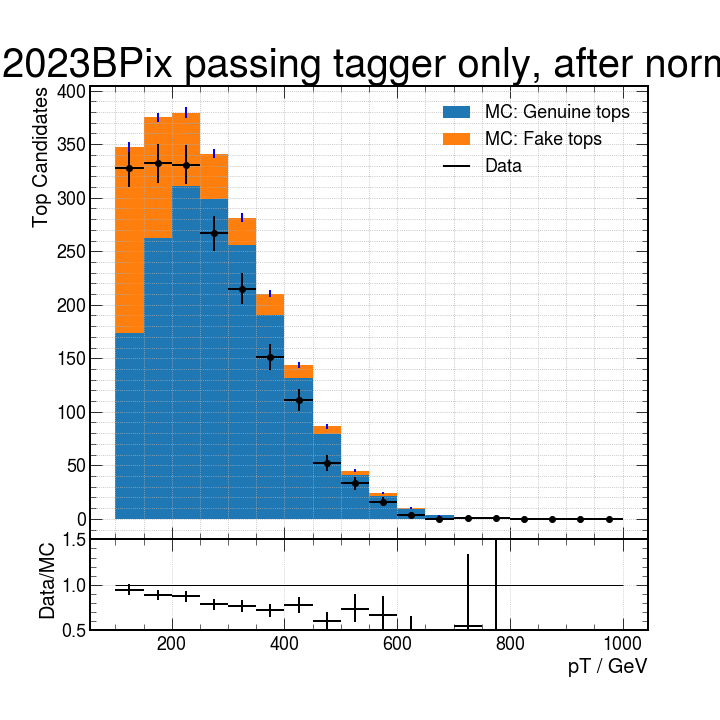 2023BPix passing tagger only, after norn
400
350
300
250
200
150
100
50
0
Top Candidates
MC: Genuine tops
MC: Fake tops
Data
1.5
1.0
0.5
Data/MC
200
400
600
800
1000
pT / GeV